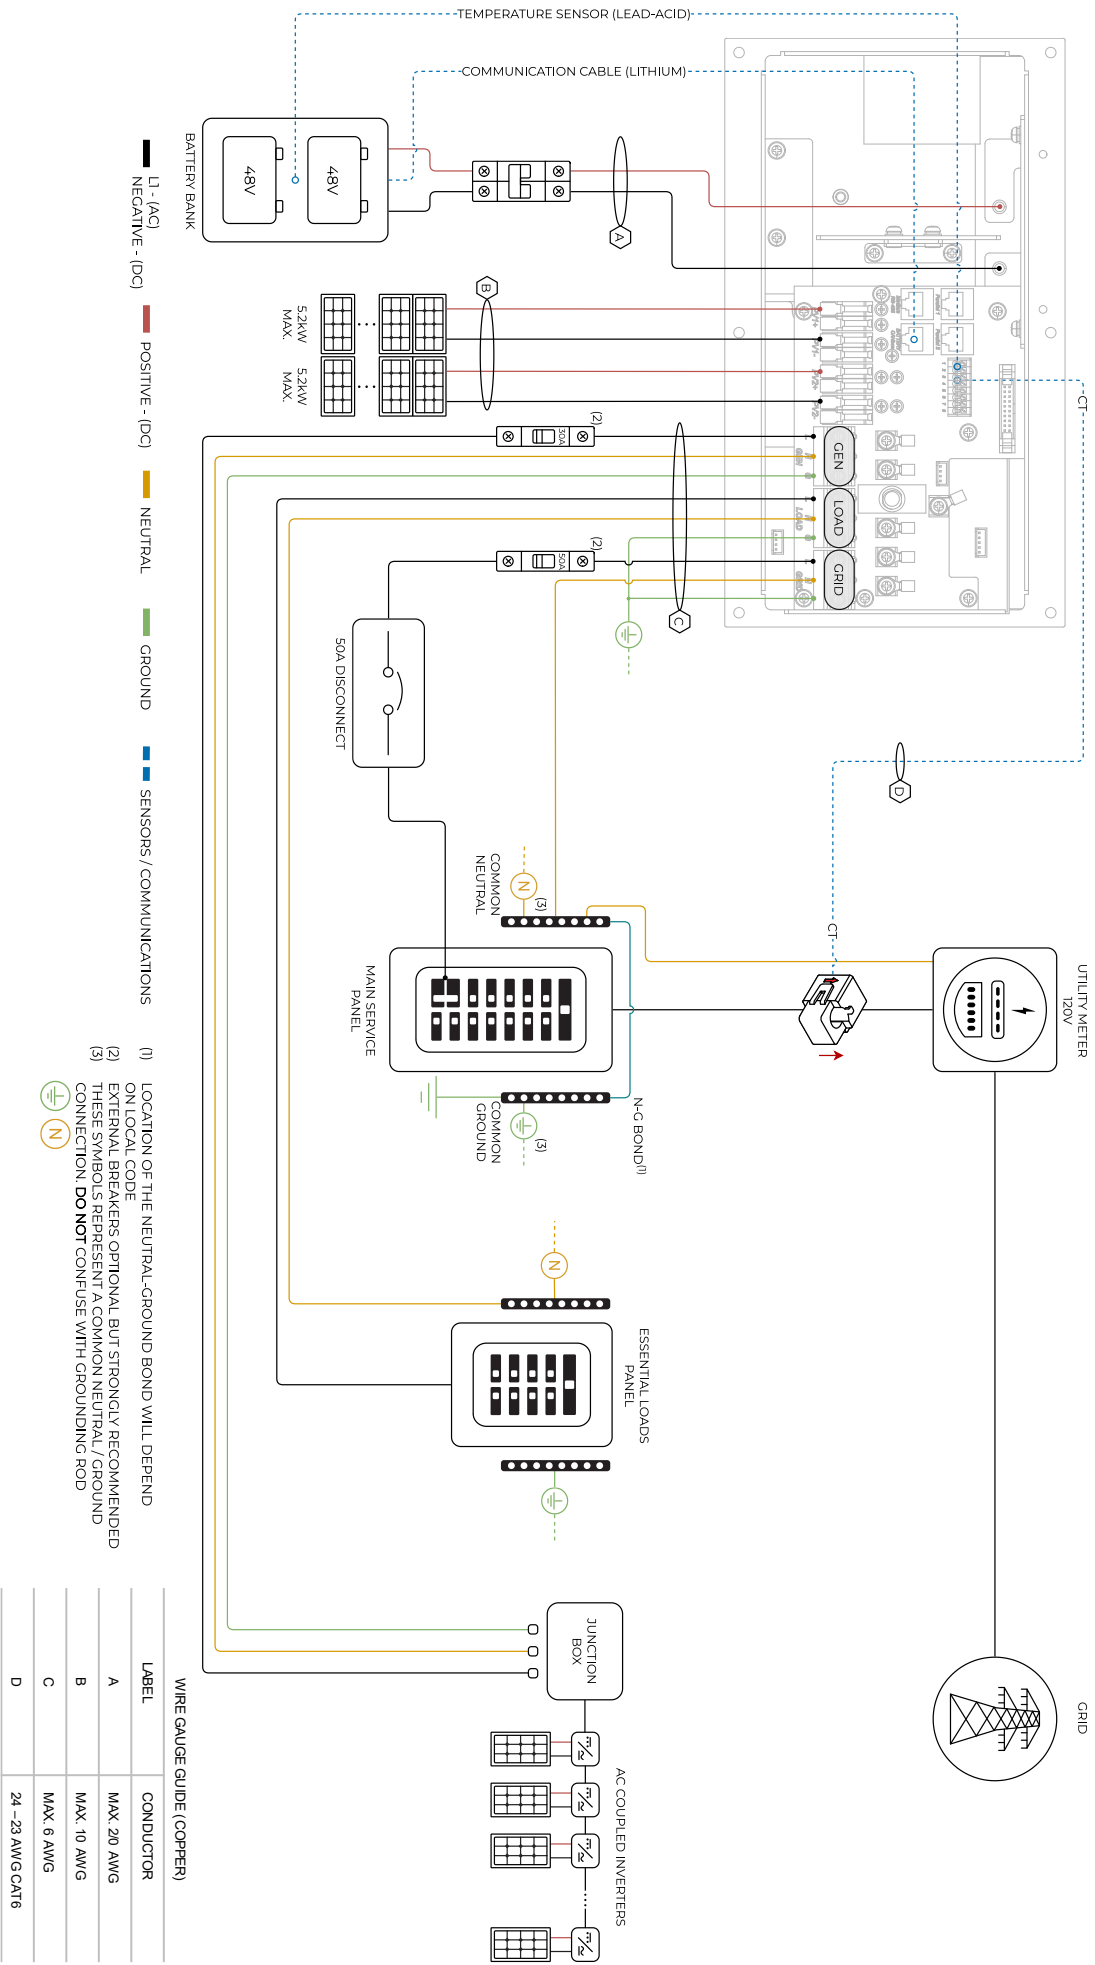 TEMPERATURE SENSOR (LEAD-ACID)
COMMUNICATION CABLE (LITHIUM)
BATTERY BANK
48V
48V
A
B
5.2kW
MAX.
5.2kW
MAX.
PV1+
PV1-
PV2+
PV2-
(2)
30A
GEN
LOAD
GRID
GEN
LOAD
(2)
50A
C
CT
D
CT
50A DISCONNECT
COMMON
NEUTRAL
N
(3)
MAIN SERVICE
PANEL
COMMON
GROUND
(3)
N-G BOND(1)
UTILITY METER
120V
GRID
N
ESSENTIAL LOADS
PANEL
JUNCTION
BOX
AC COUPLED INVERTERS
L1 - (AC)
NEGATIVE - (DC)
POSITIVE - (DC)
NEUTRAL
GROUND
SENSORS / COMMUNICATIONS
(1) LOCATION OF THE NEUTRAL-GROUND BOND WILL DEPEND
ON LOCAL CODE
(2) EXTERNAL BREAKERS OPTIONAL BUT STRONGLY RECOMMENDED
(3) THESE SYMBOLS REPRESENT A COMMON NEUTRAL / GROUND
CONNECTION. DO NOT CONFUSE WITH GROUNDING ROD
N
WIRE GAUGE GUIDE (COPPER)
LABEL CONDUCTOR
A MAX. 2/0 AWG
B MAX. 10 AWG
C MAX. 6 AWG
D 24 – 23 AWG CAT6